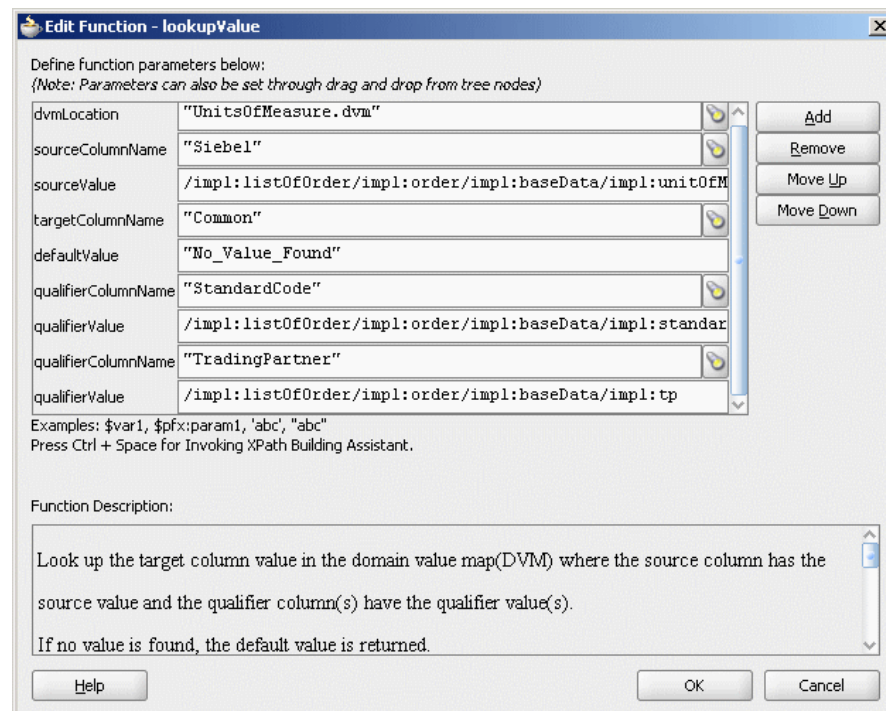 Edit Function - lookupValue
Define function parameters below:
(Note: Parameters can also be set through drag and drop from tree nodes)
dvmLocation "UnitsOfMeasure.dvm"
sourceColumnName "Siebel"
sourceValue /impl:listOfOrder/impl:order/impl:baseData/impl:unitOfM
targetColumnName "Common"
defaultValue "No_Value_Found"
qualifierColumnName "StandardCode"
qualifierValue /impl:listOfOrder/impl:order/impl:baseData/impl:standar
qualifierColumnName "TradingPartner"
qualifierValue /impl:listOfOrder/impl:order/impl:baseData/impl:tp
Add
Remove
Move Up
Move Down
Examples: $var1, $pfx:param1, 'abc', "abc"
Press Ctrl + Space for Invoking XPath Building Assistant.
Function Description:
Look up the target column value in the domain value map(DVM) where the source column has the
source value and the qualifier column(s) have the qualifier value(s).
If no value is found, the default value is returned.
Help
OK
Cancel